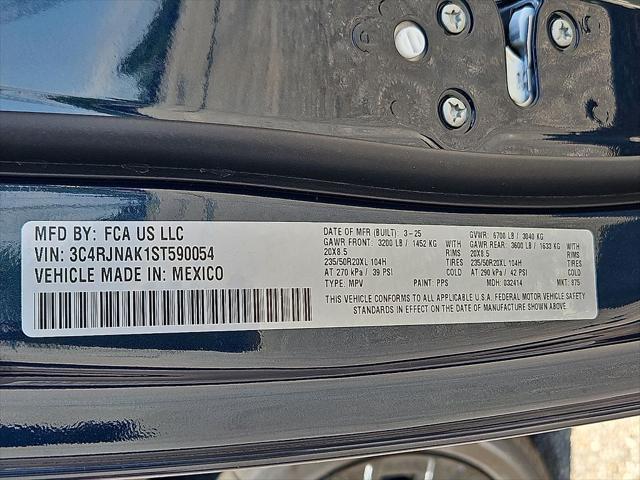 MFD BY: FCA US LLC
VIN: 3C4RJNAK1ST590054
VEHICLE MADE IN: MEXICO
DATE OF MFR (BUILT): 3-25 GVWR: 6700 LB / 3040 KG
GAWR FRONT: 3200 LB / 1452 KG WITH GAWR REAR: 3600 LB / 1633 KG WITH
20X8.5 TIRES 20X8.5 TIRES
235/50R20XL 104H RIMS 235/50R20XL 104H RIMS
AT 270 kPa / 39 PSI COLD AT 290 kPa / 42 PSI COLD
TYPE: MPV PAINT: PPS MDH: 032414 MNT: 875
THIS VEHICLE CONFORMS TO ALL APPLICABLE U.S.A. FEDERAL MOTOR VEHICLE SAFETY
STANDARDS IN EFFECT ON THE DATE OF MANUFACTURE SHOWN ABOVE